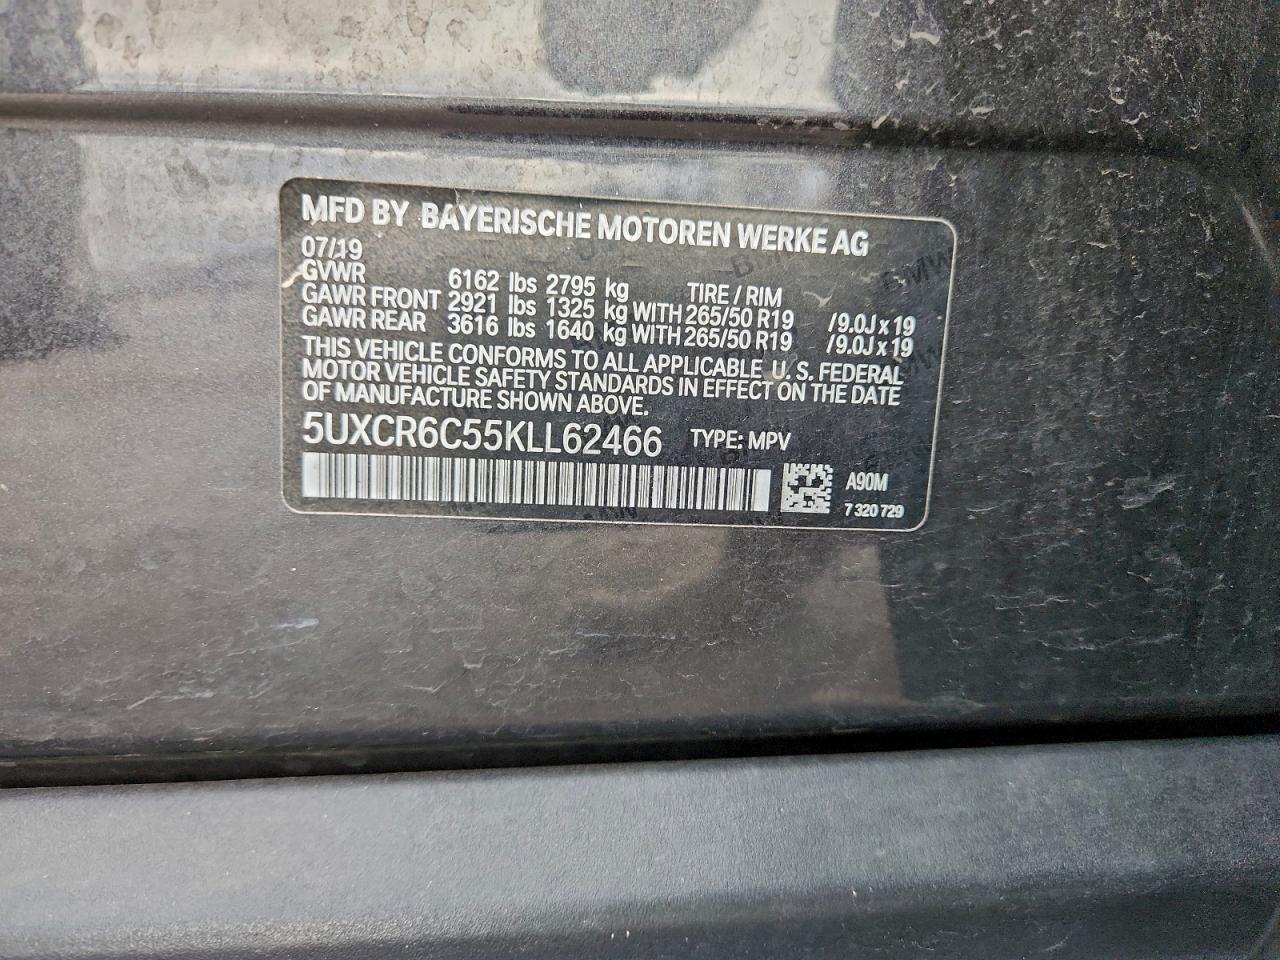 MFD BY BAYERISCHE MOTOREN WERKE AG
07/19
GVWR 6162 lbs 2795 kg TIRE / RIM
GAWR FRONT 2921 lbs 1325 kg WITH 265/50 R19 /9.0J x 19
GAWR REAR 3616 lbs 1640 kg WITH 265/50 R19 /9.0J x 19
THIS VEHICLE CONFORMS TO ALL APPLICABLE U. S. FEDERAL
MOTOR VEHICLE SAFETY STANDARDS IN EFFECT ON THE DATE
OF MANUFACTURE SHOWN ABOVE.
5UXCR6C55KLL62466 TYPE: MPV
A90M
7 320 729